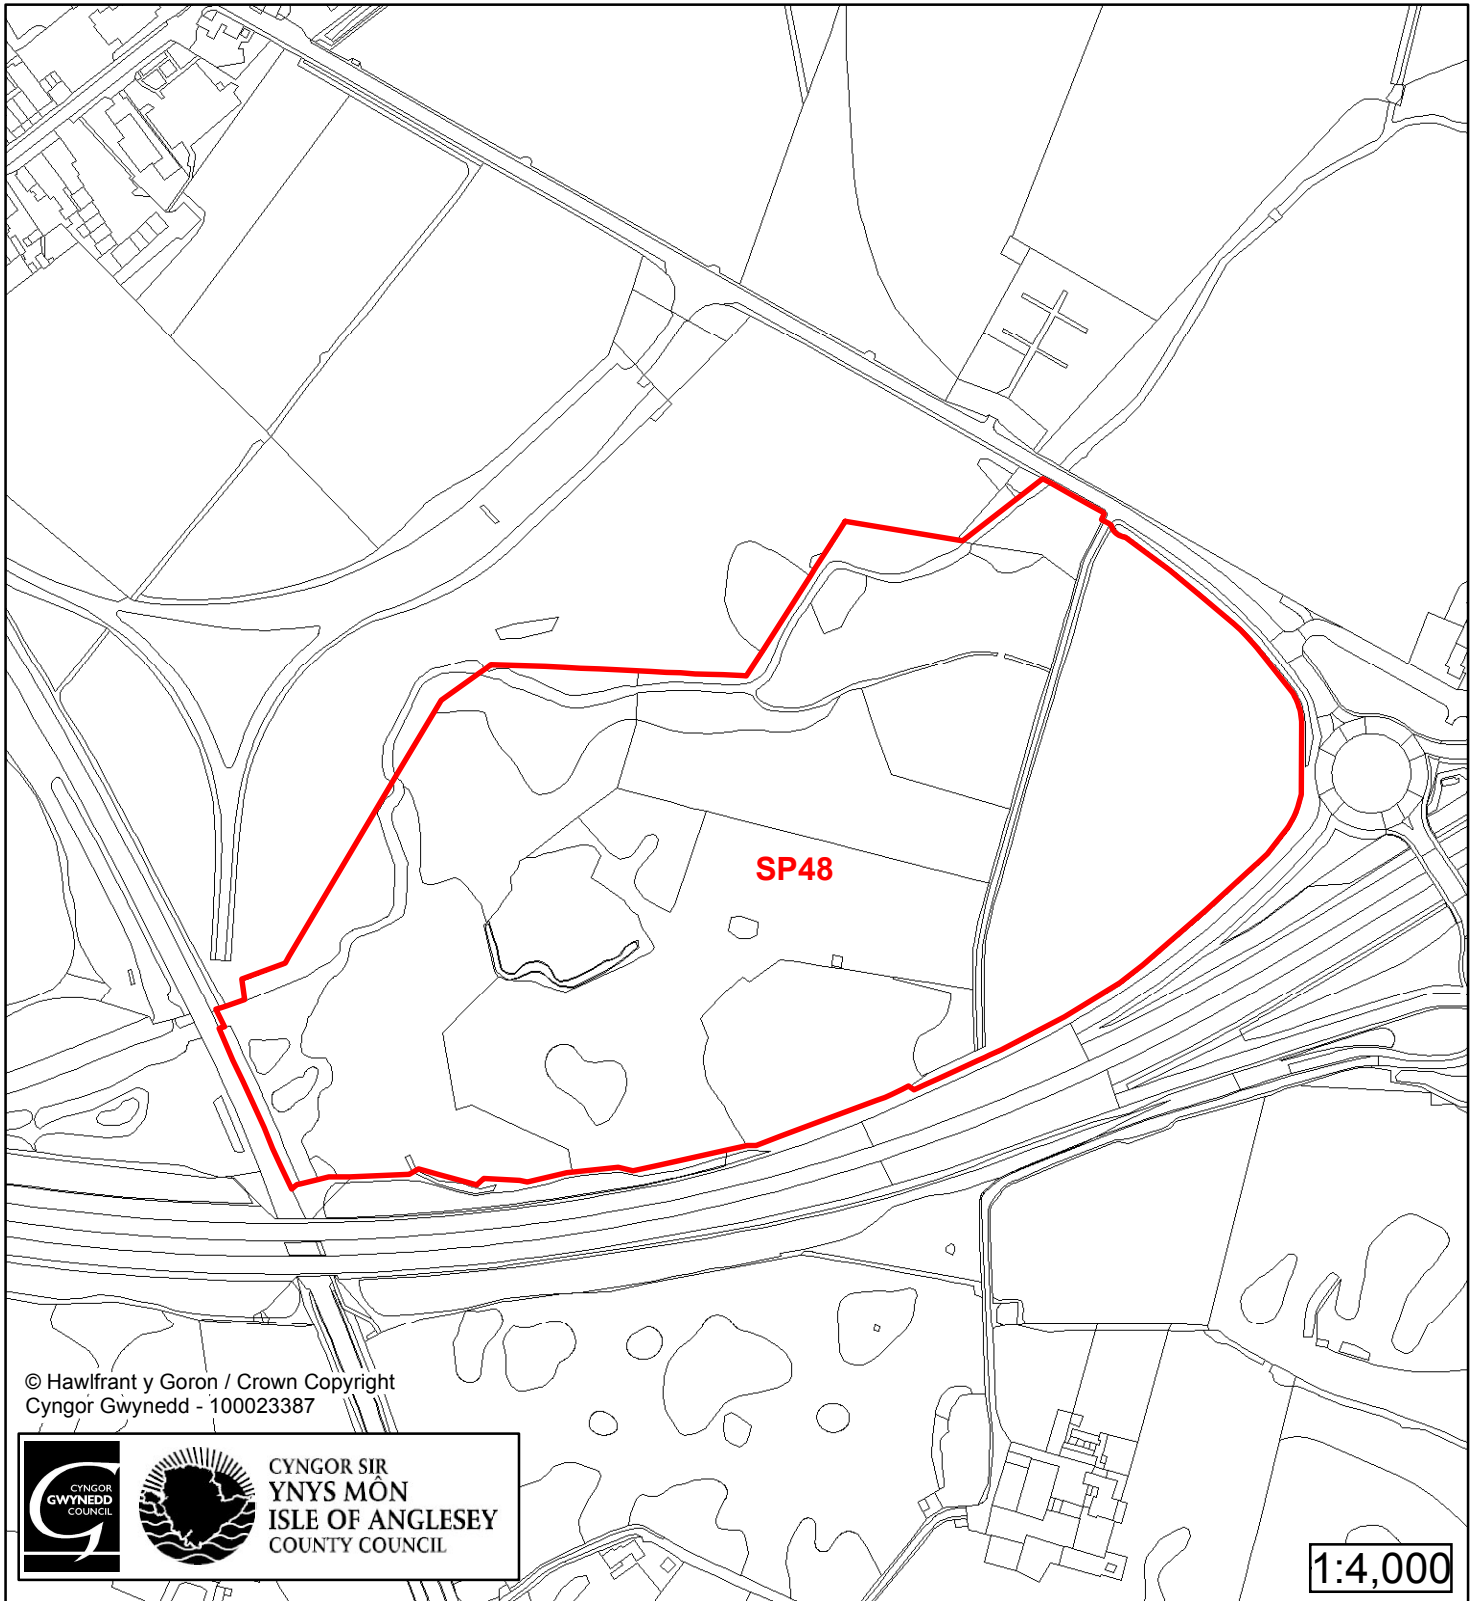 SP48
© Hawlfrant y Goron / Crown Copyright
Cyngor Gwynedd - 100023387
CYNGOR
GWYNEDD
COUNCIL
CYNGOR SIR
YNYS MÔN
ISLE OF ANGLESEY
COUNTY COUNCIL
1:4,000